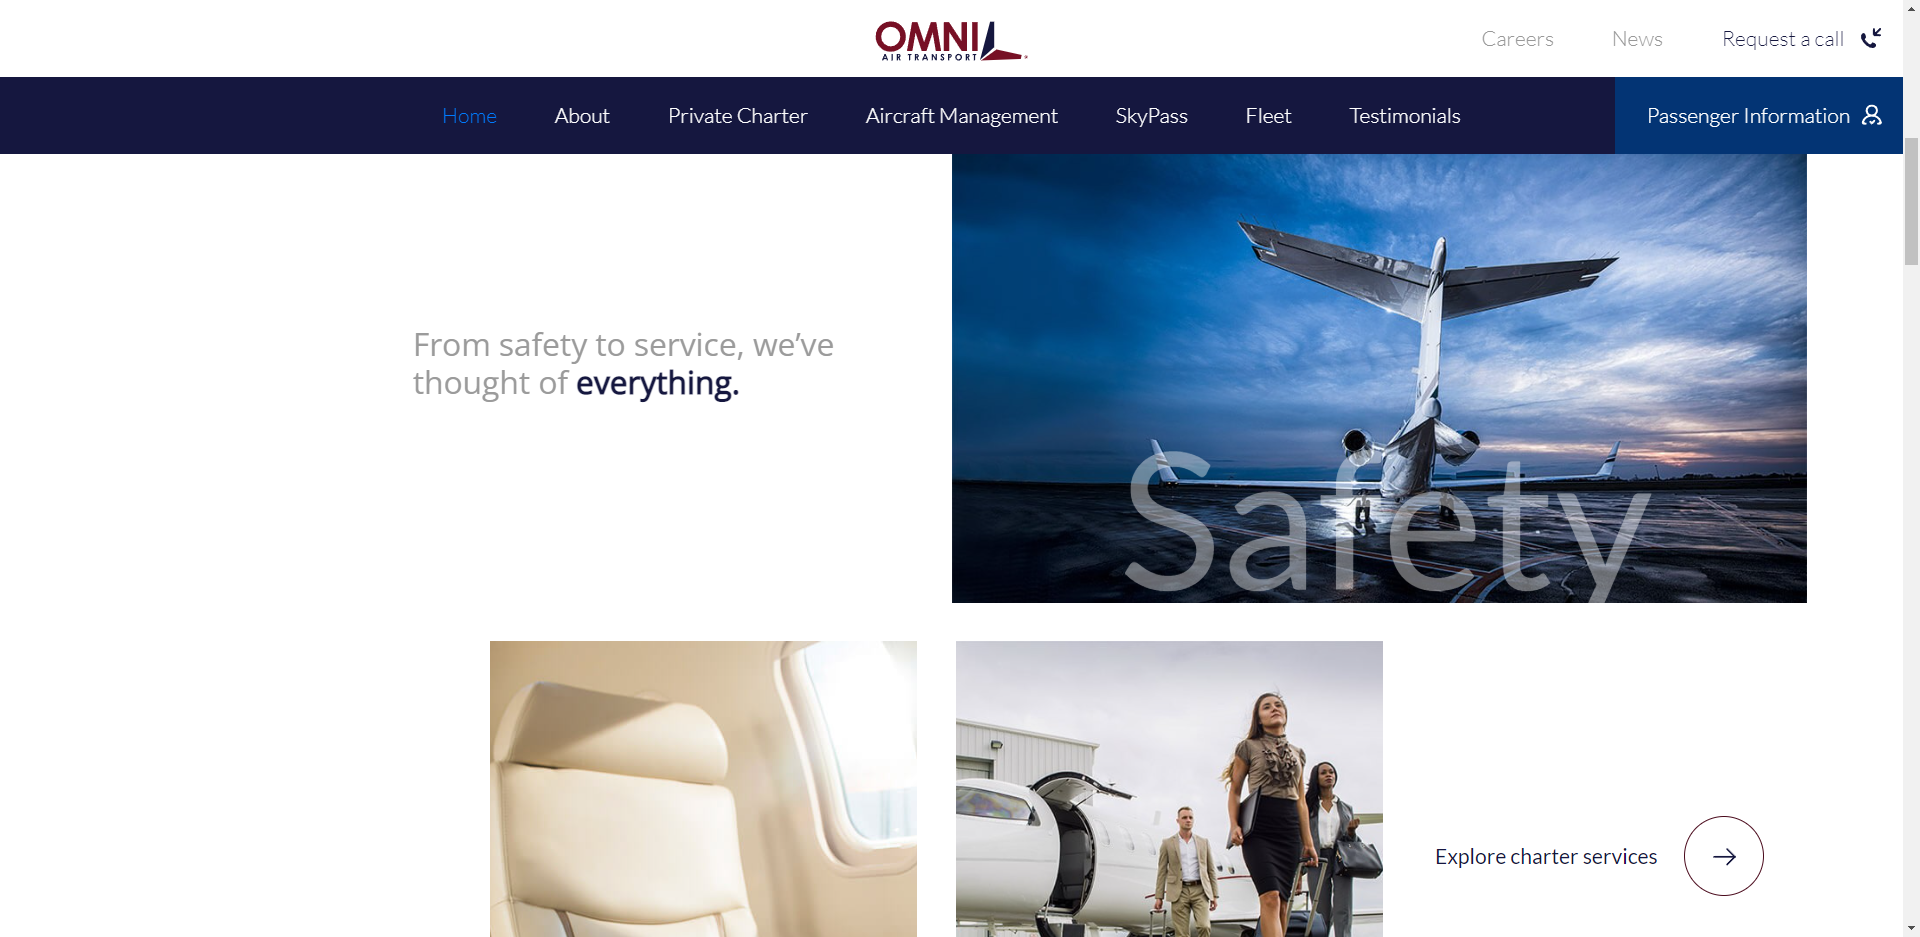 OMNI
AIR TRANSPORT
Careers
News
Request a call
Home
About
Private Charter
Aircraft Management
SkyPass
Fleet
Testimonials
Passenger Information
From safety to service, we’ve
thought of everything.
Safety
Explore charter services